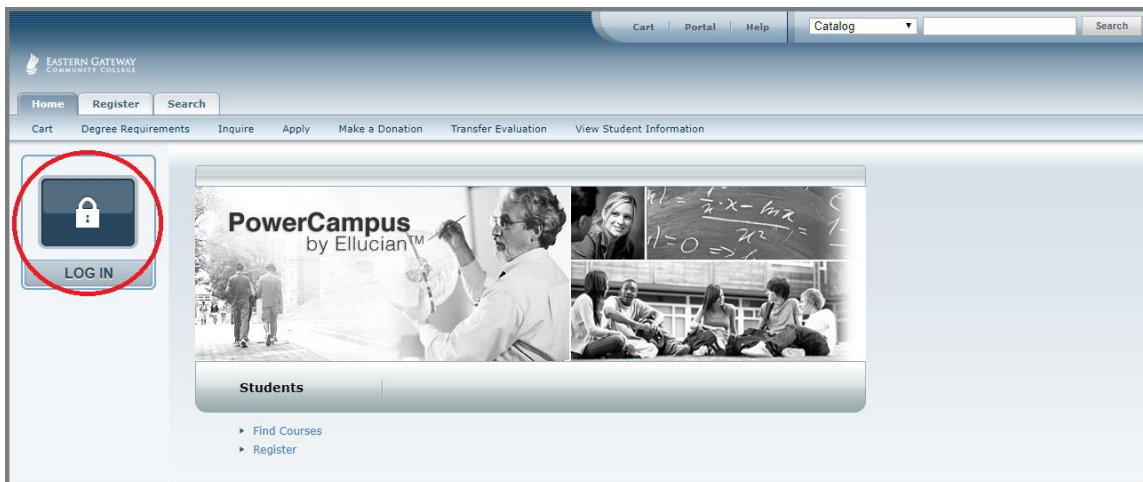 Cart Portal Help Catalog Search
EASTERN GATEWAY
COMMUNITY COLLEGE
Home Register Search
Cart Degree Requirements Inquire Apply Make a Donation Transfer Evaluation View Student Information
LOG IN
PowerCampus
by Ellucian™
Students
Find Courses
Register